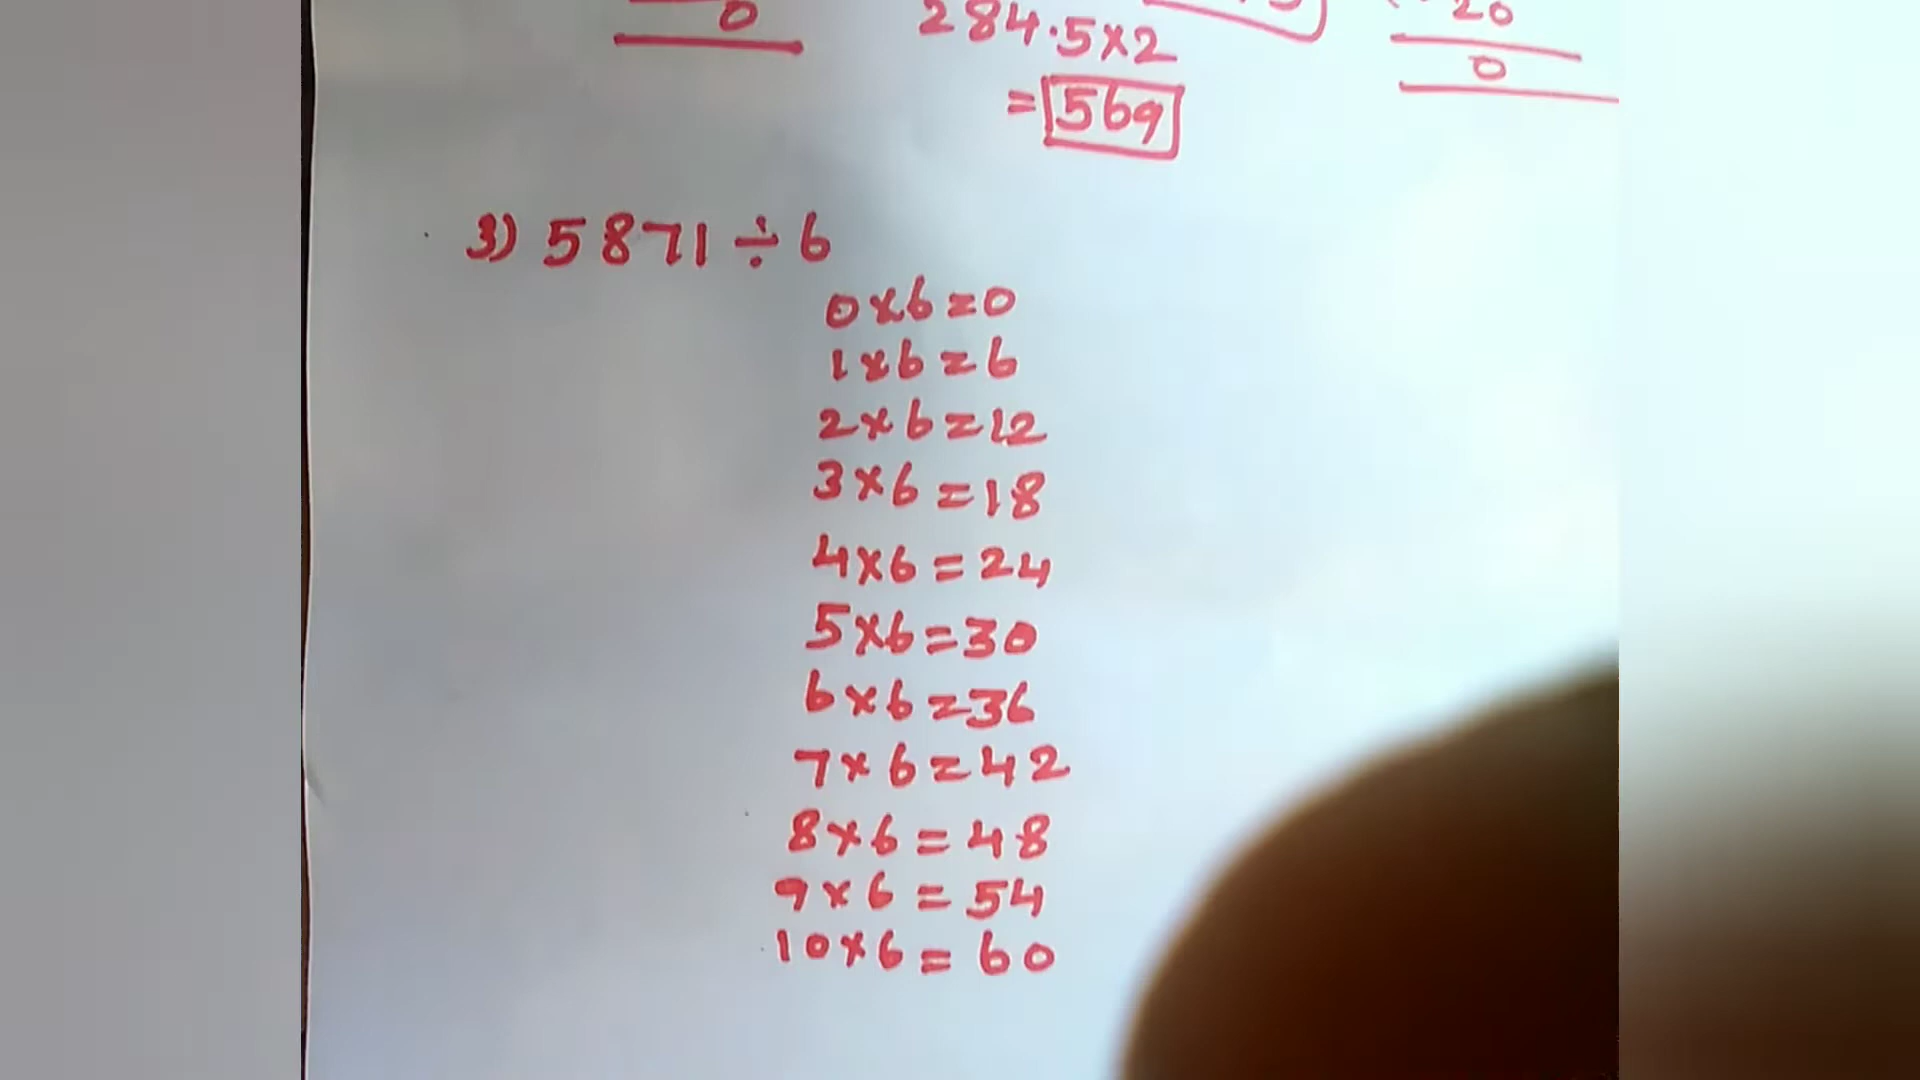 0
284.5x2
20
0
=569
3) 5871÷6
0x6=0
1x6=6
2x6=12
3x6=18
4x6=24
5x6=30
6x6=36
7x6=42
8x6=48
9x6=54
10x6=60